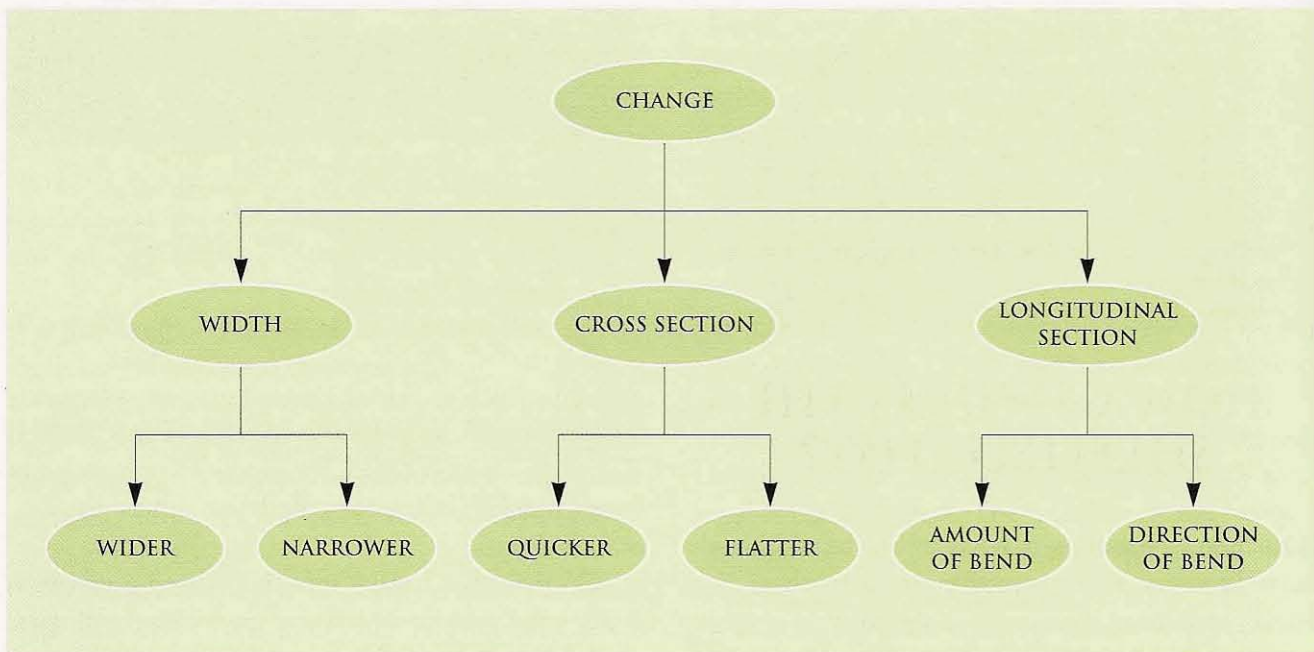 CHANGE
WIDTH
CROSS SECTION
LONGITUDINAL
SECTION
WIDER
NARROWER
QUICKER
FLATTER
AMOUNT
OF BEND
DIRECTION
OF BEND